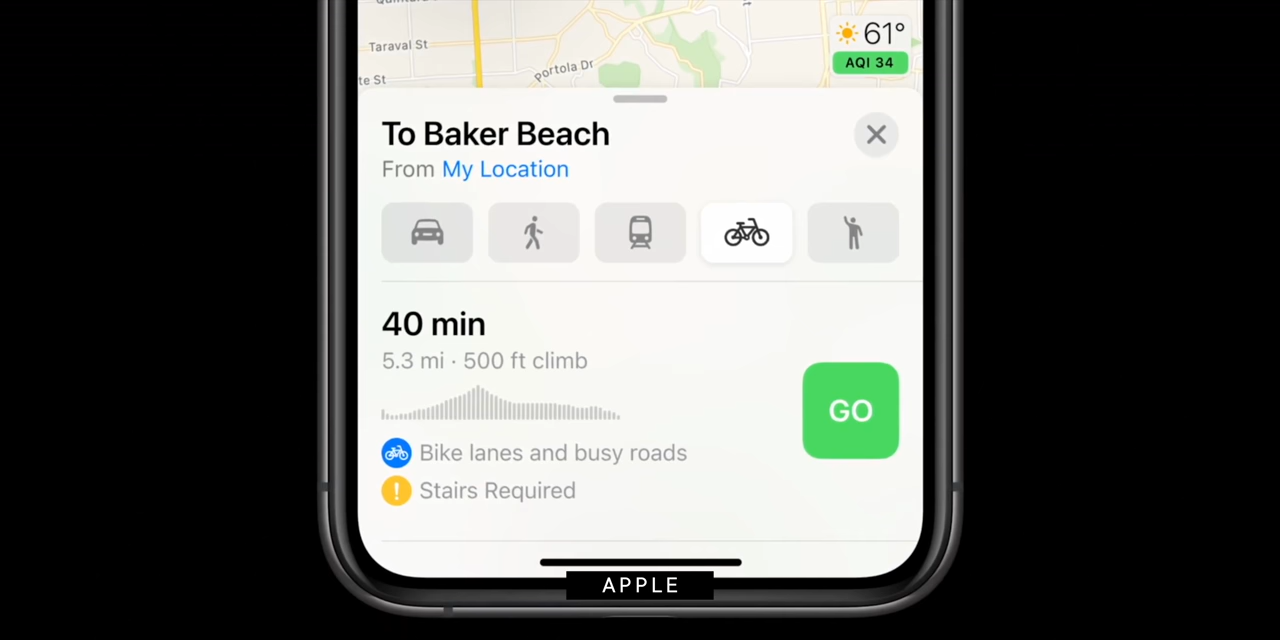 Taraval St
te St
Portola Dr
61°
AQI 34
To Baker Beach
From My Location
40 min
5.3 mi · 500 ft climb
GO
Bike lanes and busy roads
! Stairs Required
APPLE